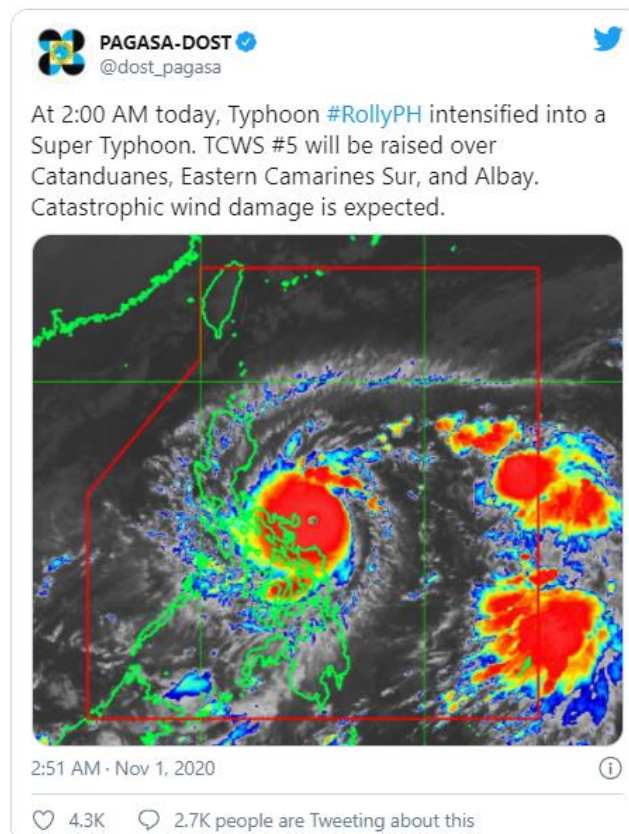 PAGASA-DOST
@dost_pagasa
At 2:00 AM today, Typhoon #RollyPH intensified into a
Super Typhoon. TCWS #5 will be raised over
Catanduanes, Eastern Camarines Sur, and Albay.
Catastrophic wind damage is expected.
2:51 AM · Nov 1, 2020
4.3K 2.7K people are Tweeting about this